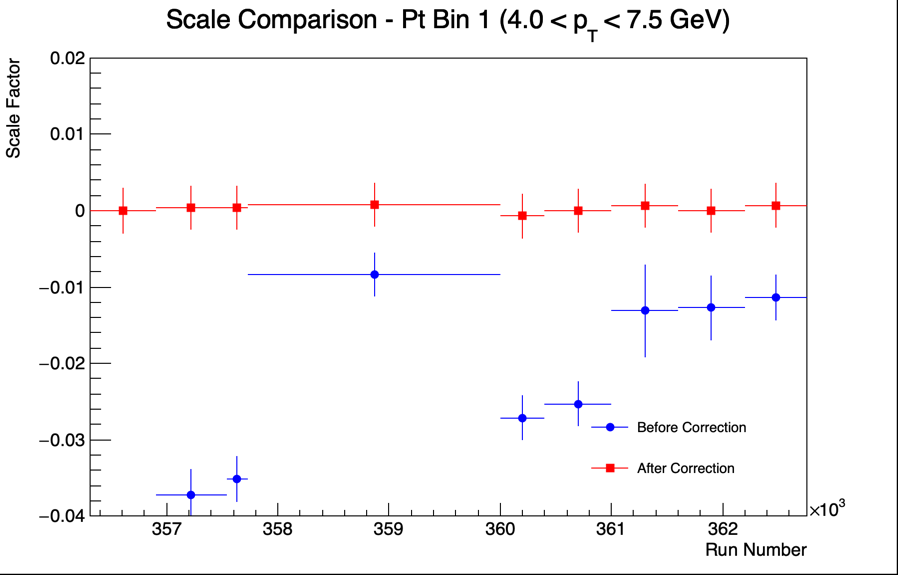 Scale Comparison - Pt Bin 1 (4.0 < p_T < 7.5 GeV)
Scale Factor
0.02
0.01
0
−0.01
−0.02
−0.03
−0.04
Before Correction
After Correction
357 358 359 360 361 362
×10³
Run Number